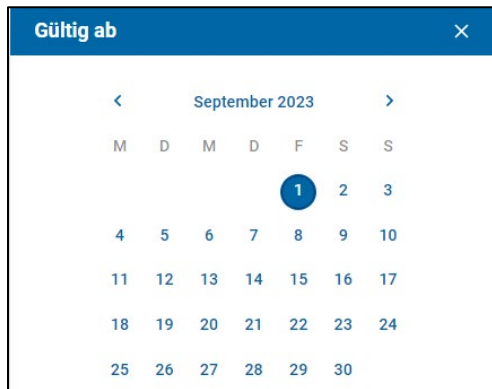 Gültig ab
September 2023
M D M D F S S
1 2 3
4 5 6 7 8 9 10
11 12 13 14 15 16 17
18 19 20 21 22 23 24
25 26 27 28 29 30